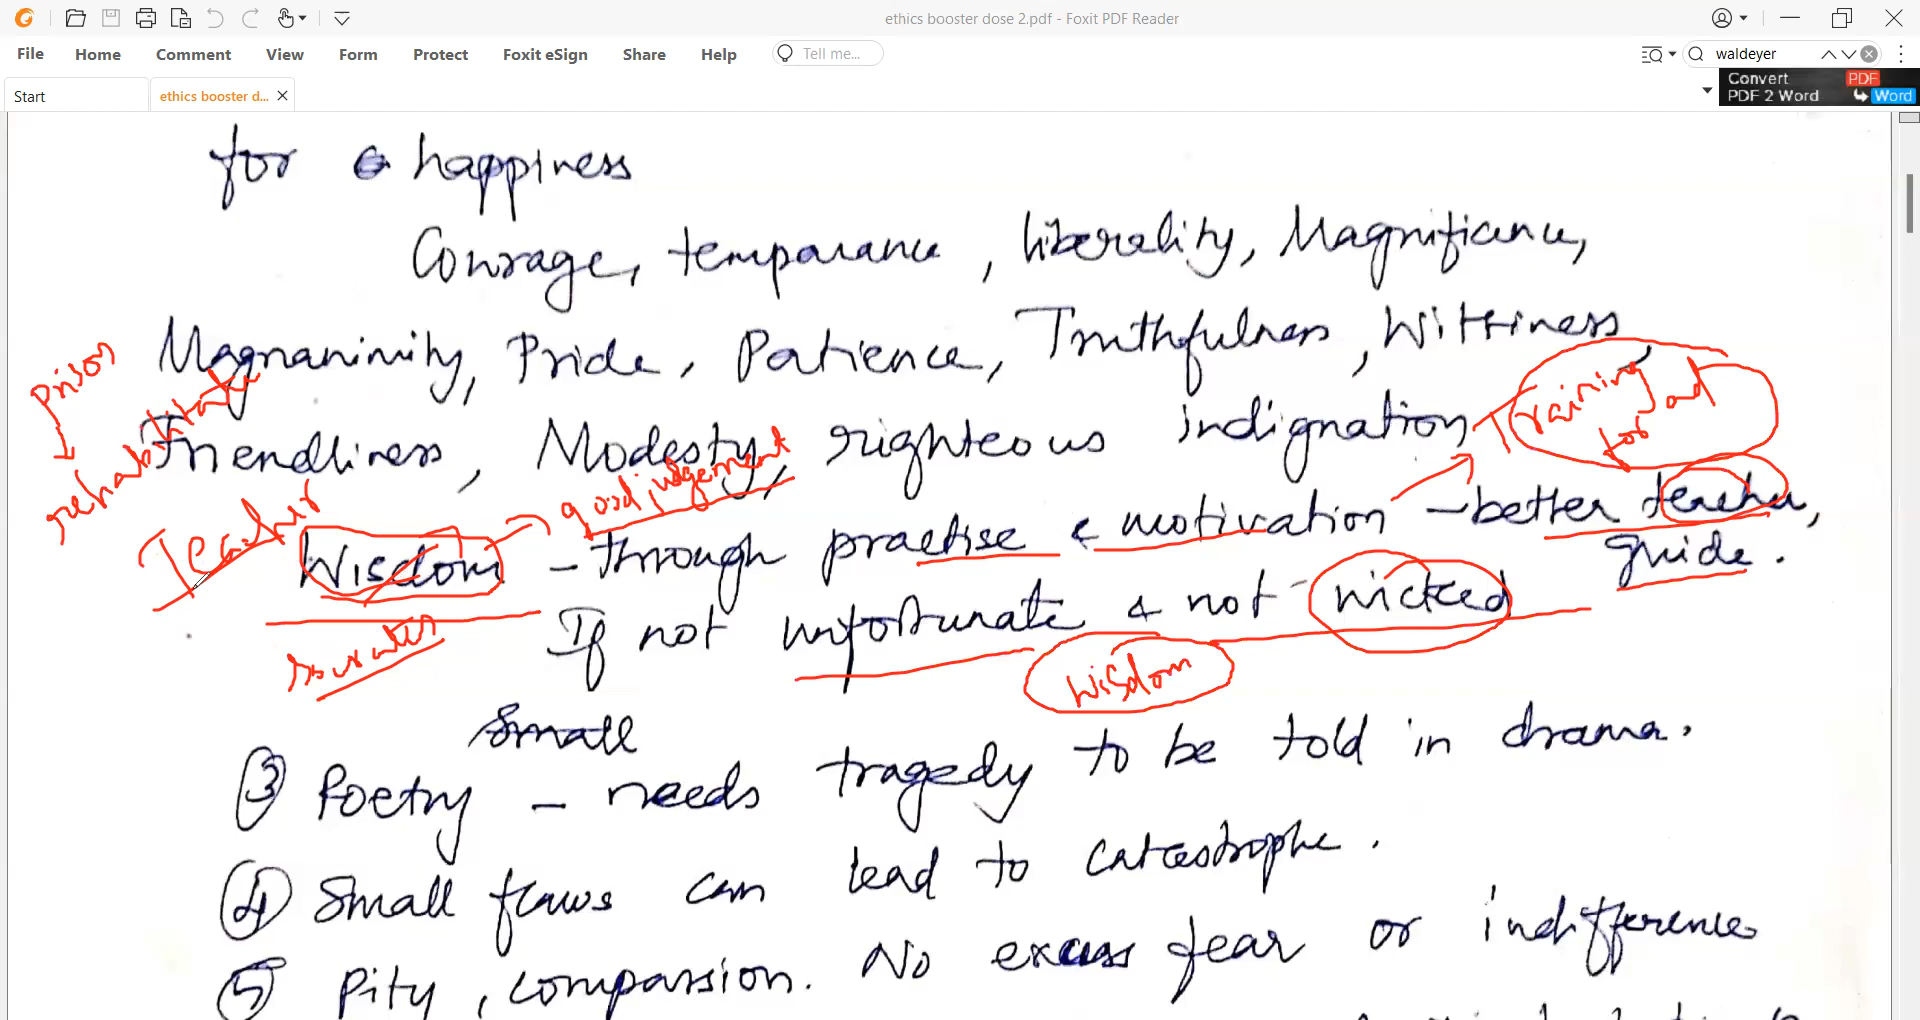 ethics booster dose 2.pdf - Foxit PDF Reader
File Home Comment View Form Protect Foxit eSign Share Help Tell me... waldeyer
Start ethics booster d...
Convert PDF
PDF 2 Word Word
for happiness
Courage, temparance, liberality, Magnificance,
Magnanimity, Pride, Patience, Truthfulness, Wittiness,
prison
rehabilitate
Training
for
Friendliness, Modesty, righteous indignation
good judgement
Wisdom - through practise & motivation - better teacher,
guide.
If not unfortunate & not wicked
Socrates
Wisdom
small
3 Poetry - needs tragedy to be told in drama.
4 Small flaws can lead to catastrophe.
5 Pity, compassion. No excess fear or indifference